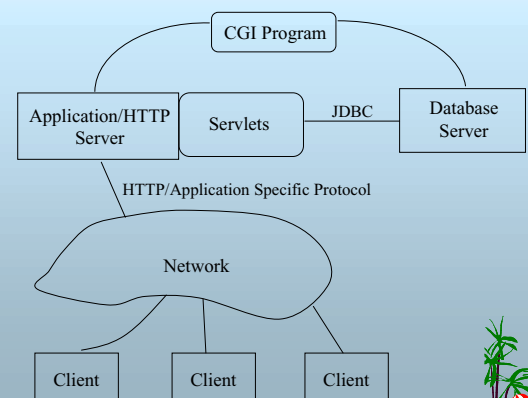 CGI Program
Application/HTTP
Server
Servlets
JDBC
Database
Server
HTTP/Application Specific Protocol
Network
Client
Client
Client